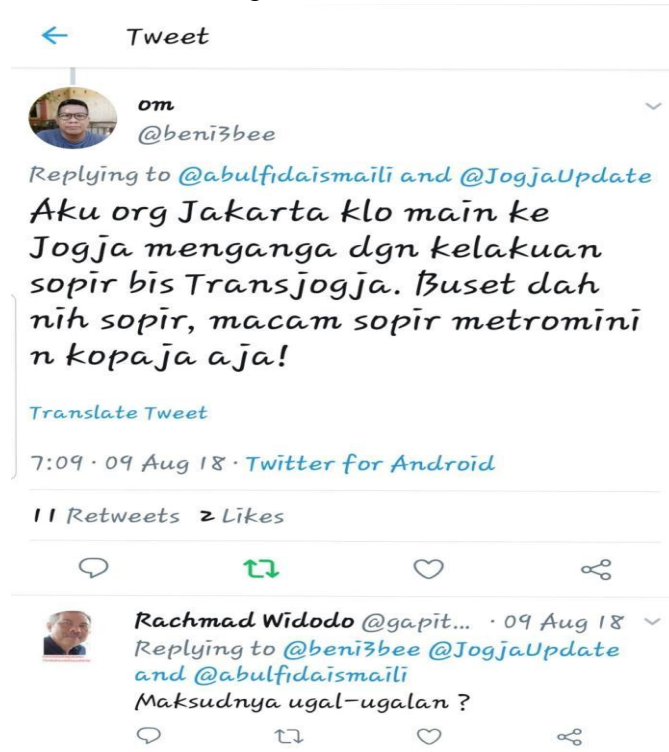 Tweet
om
@beni3bee
Replying to @abulfidaismaili and @JogjaUpdate
Aku org Jakarta klo main ke
Jogja menganga dgn kelakuan
sopir bis Transjogja. Buset dah
nih sopir, macam sopir metromini
n kopaja aja!
Translate Tweet
7:09 · 09 Aug 18 · Twitter for Android
11 Retweets 2 Likes
Rachmad Widodo @gapit... · 09 Aug 18
Replying to @beni3bee @JogjaUpdate
and @abulfidaismaili
Maksudnya ugal-ugalan ?